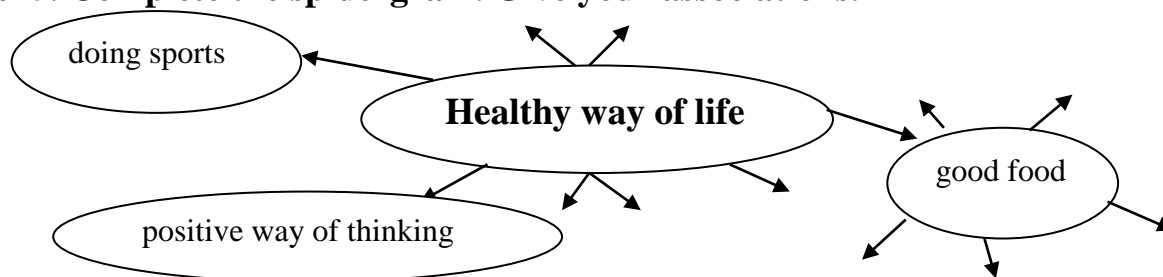 doing sports
Healthy way of life
good food
positive way of thinking